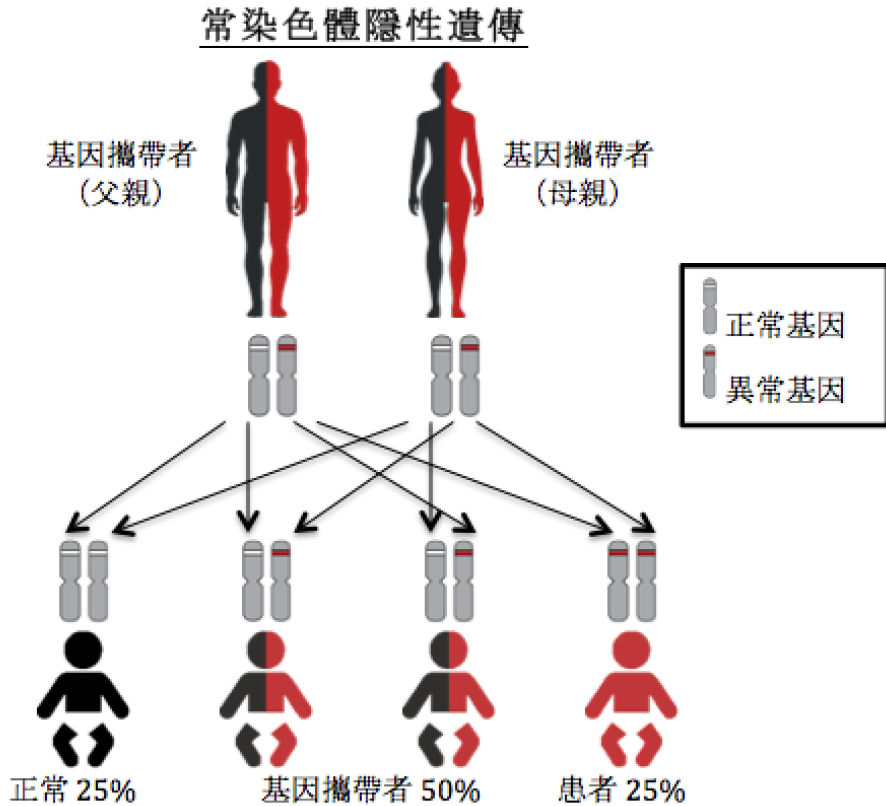 常染色體隱性遺傳
基因攜帶者
（父親）
基因攜帶者
（母親）
正常基因
異常基因
正常 25%
基因攜帶者 50%
患者 25%